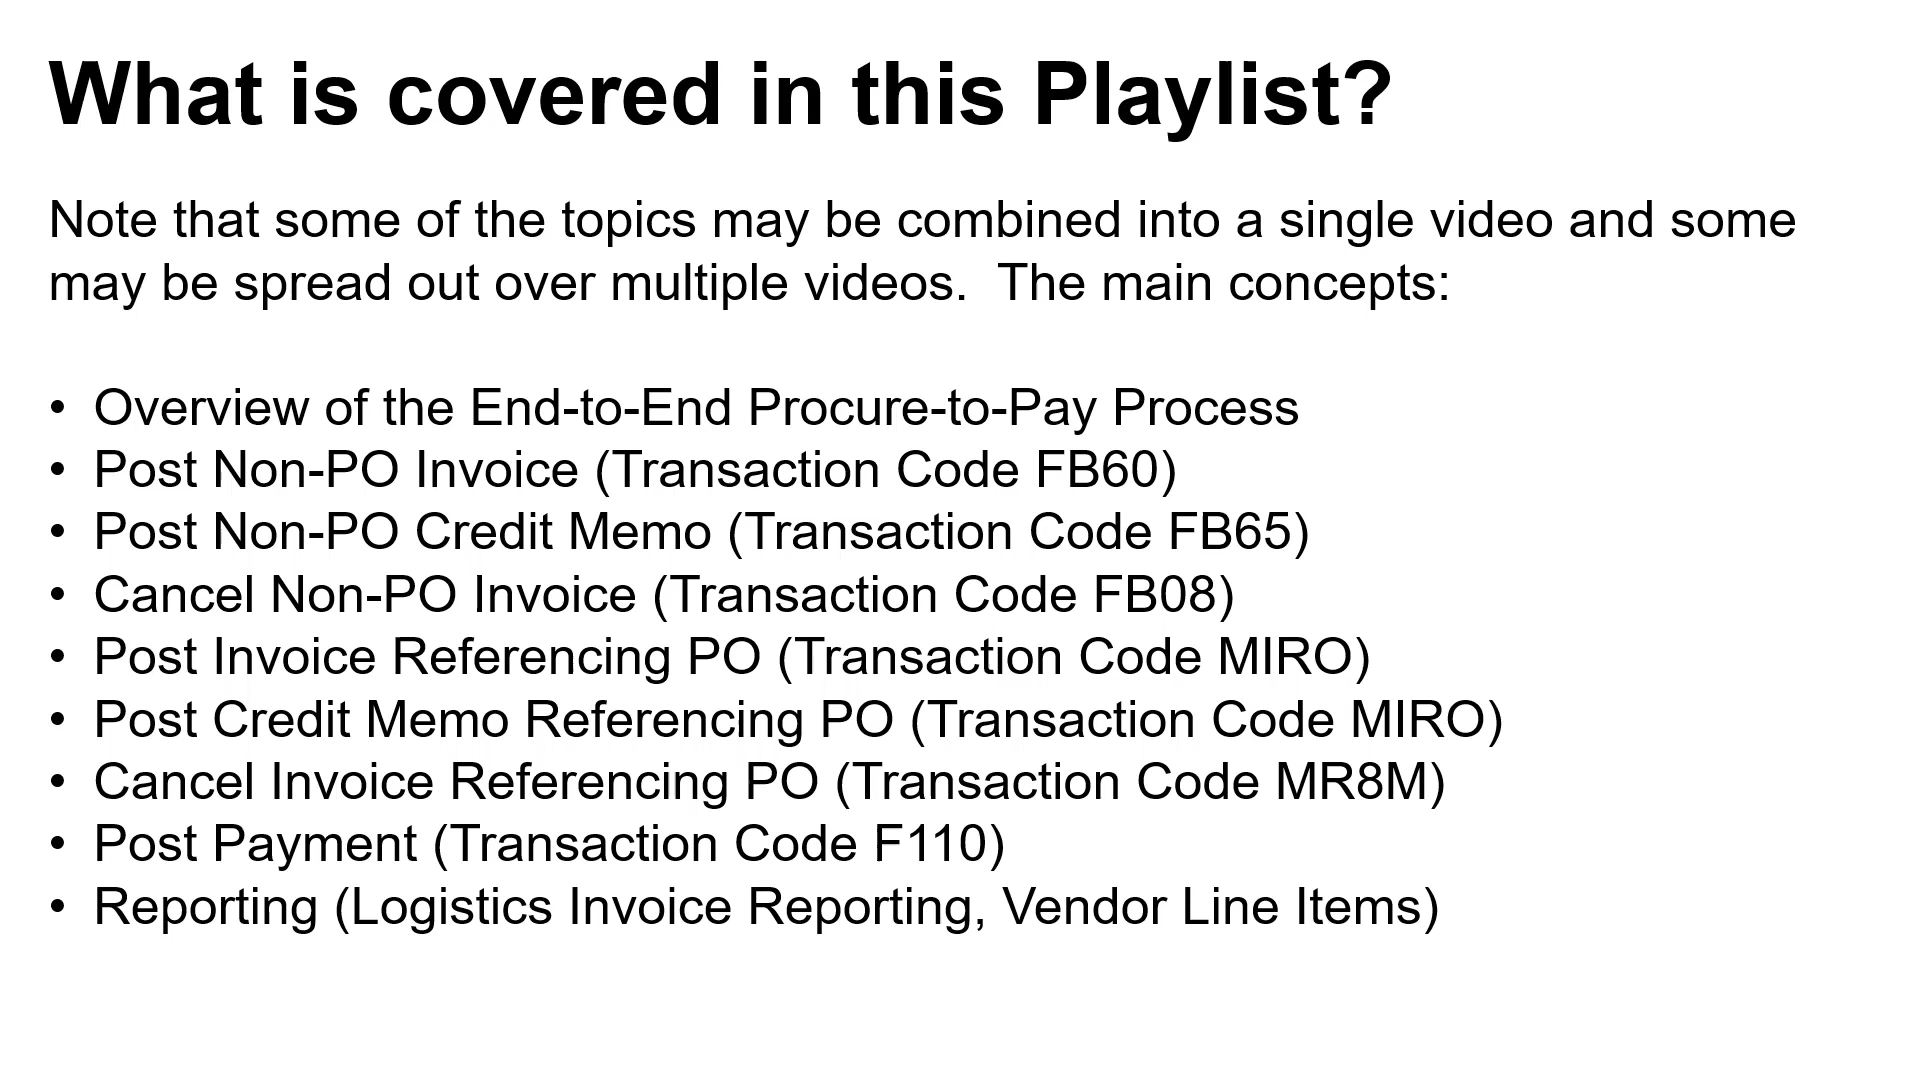 What is covered in this Playlist?
Note that some of the topics may be combined into a single video and some
may be spread out over multiple videos.  The main concepts:
• Overview of the End-to-End Procure-to-Pay Process
• Post Non-PO Invoice (Transaction Code FB60)
• Post Non-PO Credit Memo (Transaction Code FB65)
• Cancel Non-PO Invoice (Transaction Code FB08)
• Post Invoice Referencing PO (Transaction Code MIRO)
• Post Credit Memo Referencing PO (Transaction Code MIRO)
• Cancel Invoice Referencing PO (Transaction Code MR8M)
• Post Payment (Transaction Code F110)
• Reporting (Logistics Invoice Reporting, Vendor Line Items)